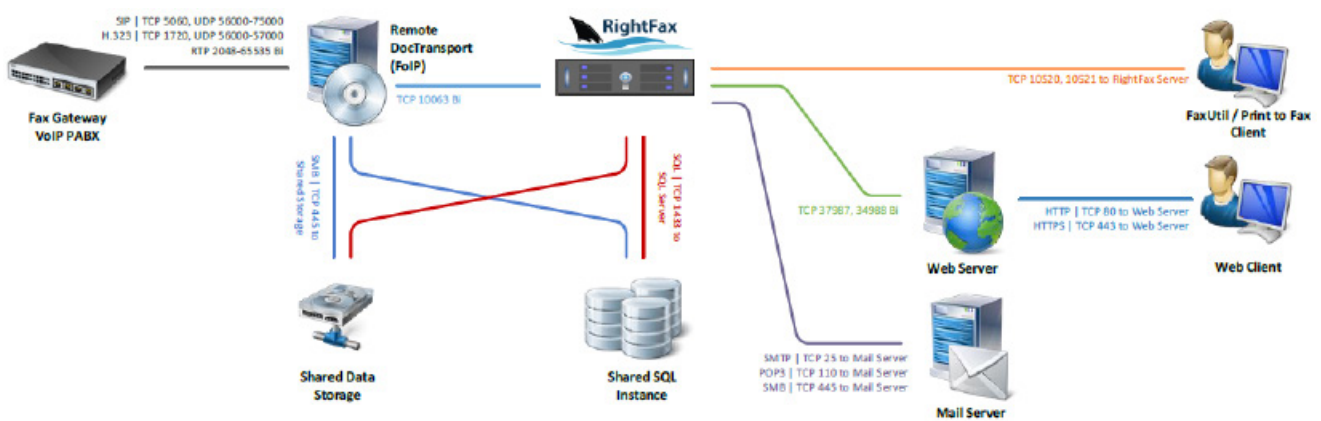 SIP | TCP 5060, UDP 56000-75000
H.323 | TCP 1720, UDP 56000-57000
RTP 2048-65535 Bi
Fax Gateway
VoIP PABX
Remote
DocTransport
(FoIP)
TCP 10063 Bi
RightFax
TCP 10520, 10521 to RightFax Server
FaxUtil / Print to Fax
Client
SMB | TCP 445 to
Shared Storage
SQL | TCP 1433 to
SQL Server
TCP 37987, 34988 Bi
HTTP | TCP 80 to Web Server
HTTPS | TCP 443 to Web Server
Web Server
Web Client
Shared Data
Storage
Shared SQL
Instance
SMTP | TCP 25 to Mail Server
POP3 | TCP 110 to Mail Server
SMB | TCP 445 to Mail Server
Mail Server